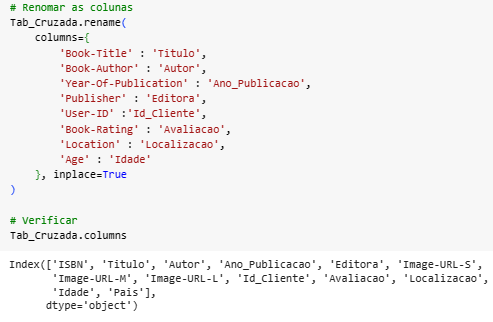 # Renomar as colunas
Tab_Cruzada.rename(
    columns={
        'Book-Title' : 'Titulo',
        'Book-Author' : 'Autor',
        'Year-Of-Publication' : 'Ano_Publicacao',
        'Publisher' : 'Editora',
        'User-ID' :'Id_Cliente',
        'Book-Rating' : 'Avaliacao',
        'Location' : 'Localizacao',
        'Age' : 'Idade'
    }, inplace=True
)
# Verificar
Tab_Cruzada.columns
Index(['ISBN', 'Titulo', 'Autor', 'Ano_Publicacao', 'Editora', 'Image-URL-S',
       'Image-URL-M', 'Image-URL-L', 'Id_Cliente', 'Avaliacao', 'Localizacao',
       'Idade', 'Pais'],
      dtype='object')